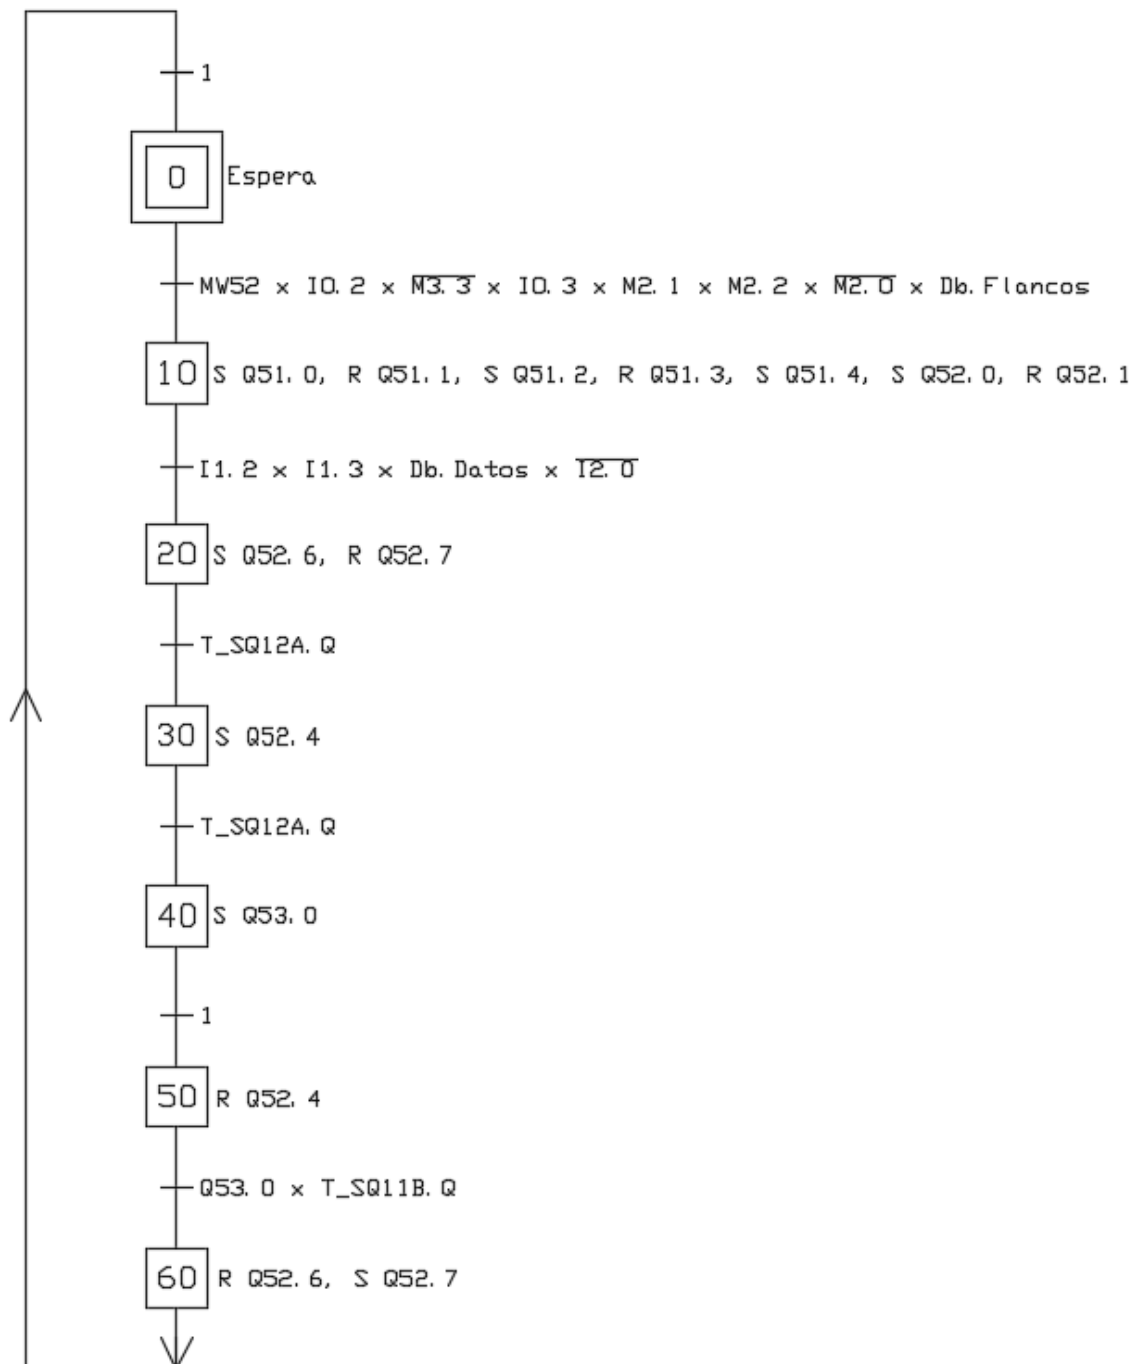 1
0 Espera
MW52 × I0.2 × M̅3̅.̅3̅ × I0.3 × M2.1 × M2.2 × M̅2̅.̅0̅ × Db.Flancos
10 S Q51.0, R Q51.1, S Q51.2, R Q51.3, S Q51.4, S Q52.0, R Q52.1
I1.2 × I1.3 × Db.Datos × I̅2̅.̅0̅
20 S Q52.6, R Q52.7
T_SQ12A.Q
30 S Q52.4
T_SQ12A.Q
40 S Q53.0
1
50 R Q52.4
Q53.0 × T_SQ11B.Q
60 R Q52.6, S Q52.7